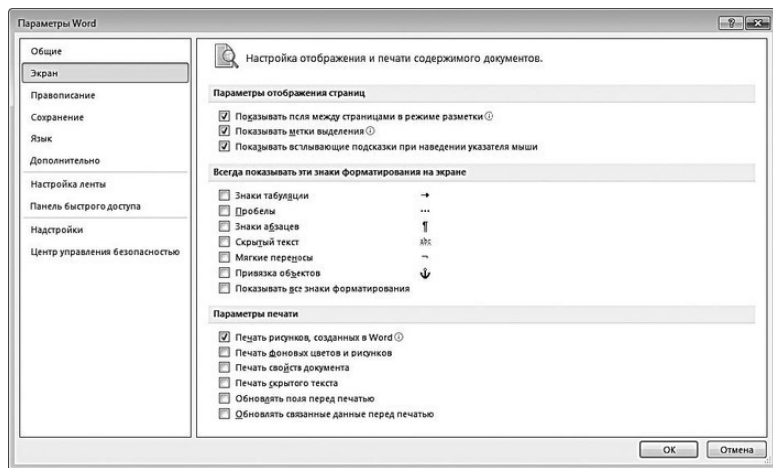 Параметры Word
Общие
Экран
Правописание
Сохранение
Язык
Дополнительно
Настройка ленты
Панель быстрого доступа
Надстройки
Центр управления безопасностью
Настройка отображения и печати содержимого документов.
Параметры отображения страниц
Показывать поля между страницами в режиме разметки
Показывать метки выделения
Показывать всплывающие подсказки при наведении указателя мыши
Всегда показывать эти знаки форматирования на экране
Знаки табуляции →
Пробелы ···
Знаки абзацев ¶
Скрытый текст abc
Мягкие переносы ¬
Привязка объектов
Показывать все знаки форматирования
Параметры печати
Печать рисунков, созданных в Word
Печать фоновых цветов и рисунков
Печать свойств документа
Печать скрытого текста
Обновлять поля перед печатью
Обновлять связанные данные перед печатью
ОК Отмена